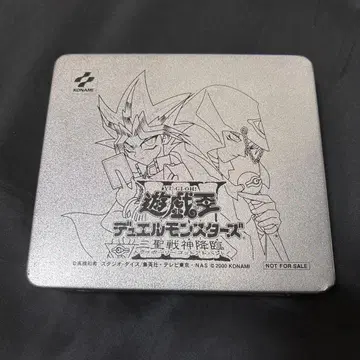 KONAMI
YU-GI-OH!
遊戯王
デュエルモンスターズ
三聖戦神降臨
©高橋和希 スタジオ・ダイス/集英社・テレビ東京・NAS © 2000 KONAMI
NOT FOR SALE